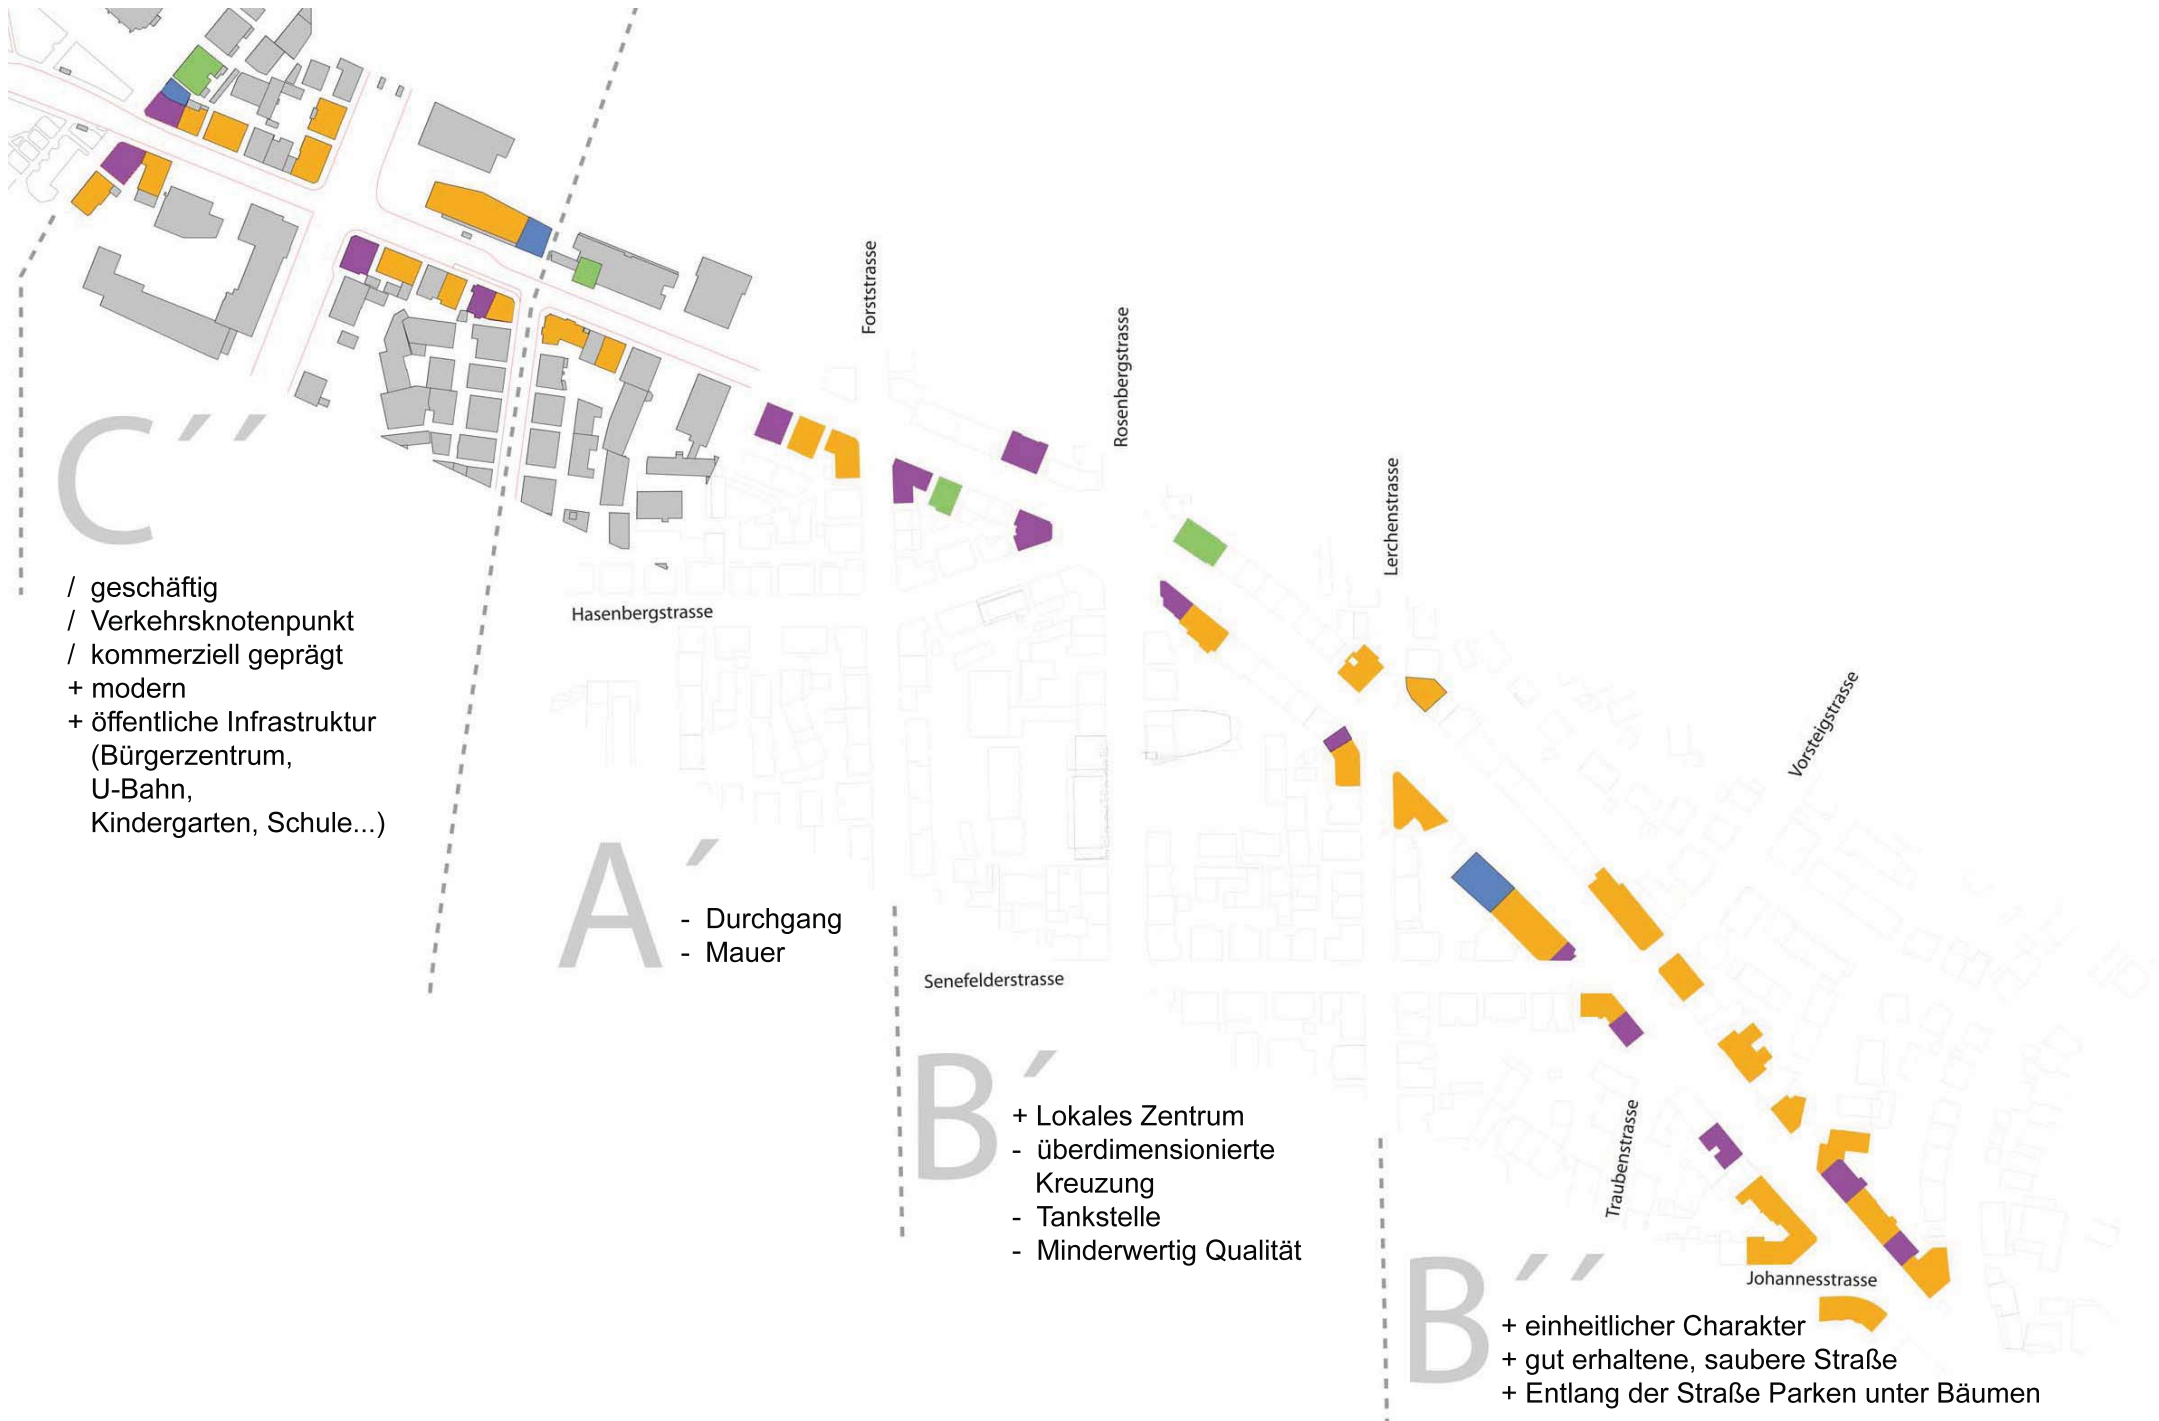 Forststrasse
Rosenbergstrasse
Lerchenstrasse
Vorsteigstrasse
Hasenbergstrasse
Senefelderstrasse
Traubenstrasse
Johannesstrasse
C´´
/ geschäftig
/ Verkehrsknotenpunkt
/ kommerziell geprägt
+ modern
+ öffentliche Infrastruktur
(Bürgerzentrum,
U-Bahn,
Kindergarten, Schule...)
A´
- Durchgang
- Mauer
B´
+ Lokales Zentrum
- überdimensionierte
Kreuzung
- Tankstelle
- Minderwertig Qualität
B´´
+ einheitlicher Charakter
+ gut erhaltene, saubere Straße
+ Entlang der Straße Parken unter Bäumen